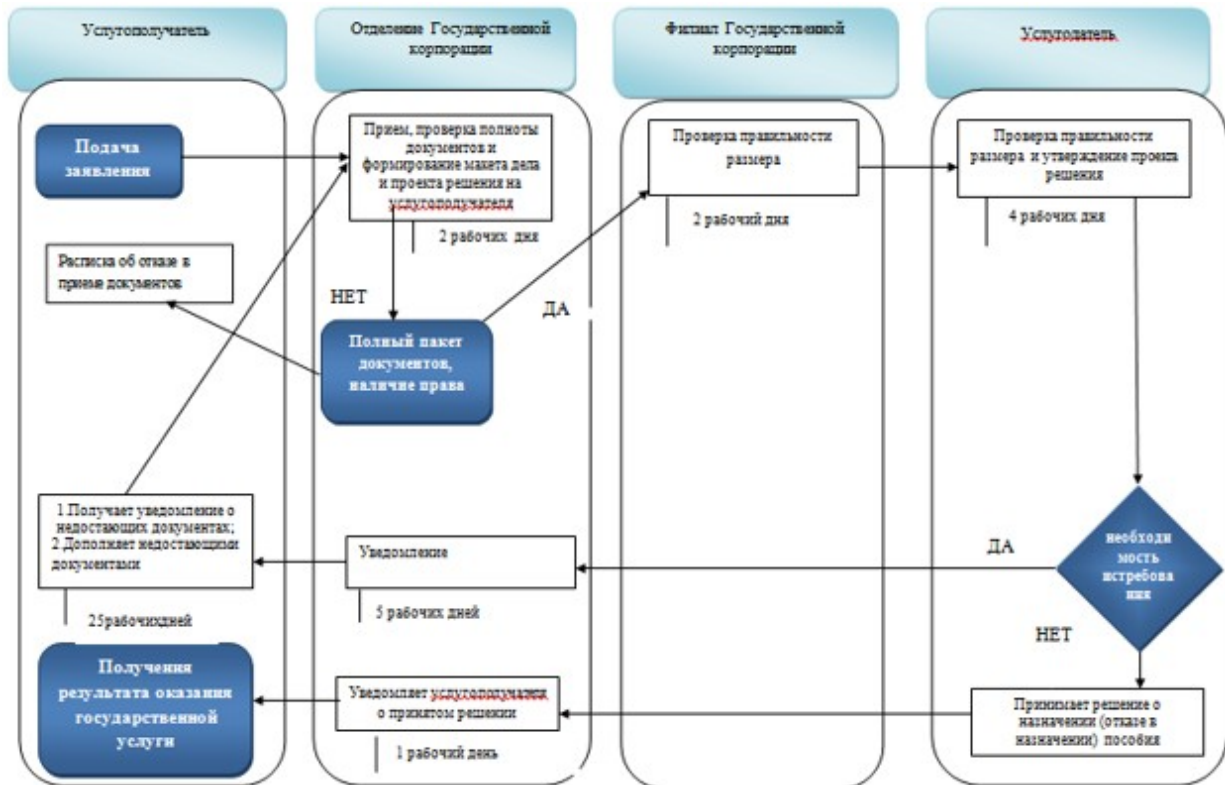 Услугополучатель
Отделение Государственной
корпорации
Филиал Государственной
корпорации
Услугодатель
Подача
заявления
Прием, проверка полноты
документов и
формирование макета дела
и проекта решения на
услугополучателя
2 рабочих дня
Проверка правильности
размера
2 рабочий дня
Проверка правильности
размера и утверждение проекта
решения
4 рабочих дня
Расписка об отказе в
приеме документов
НЕТ
ДА
Полный пакет
документов,
наличие права
1.Получает уведомление о
недостающих документах;
2.Дополняет недостающими
документами
25рабочихдней
Уведомление
5 рабочих дней
ДА
необходи
мость
истребова
ния
НЕТ
Получения
результата оказания
государственной
услуги
Уведомляет услугополучателя
о принятом решении
1 рабочий день
Принимает решение о
назначении (отказе в
назначении) пособия